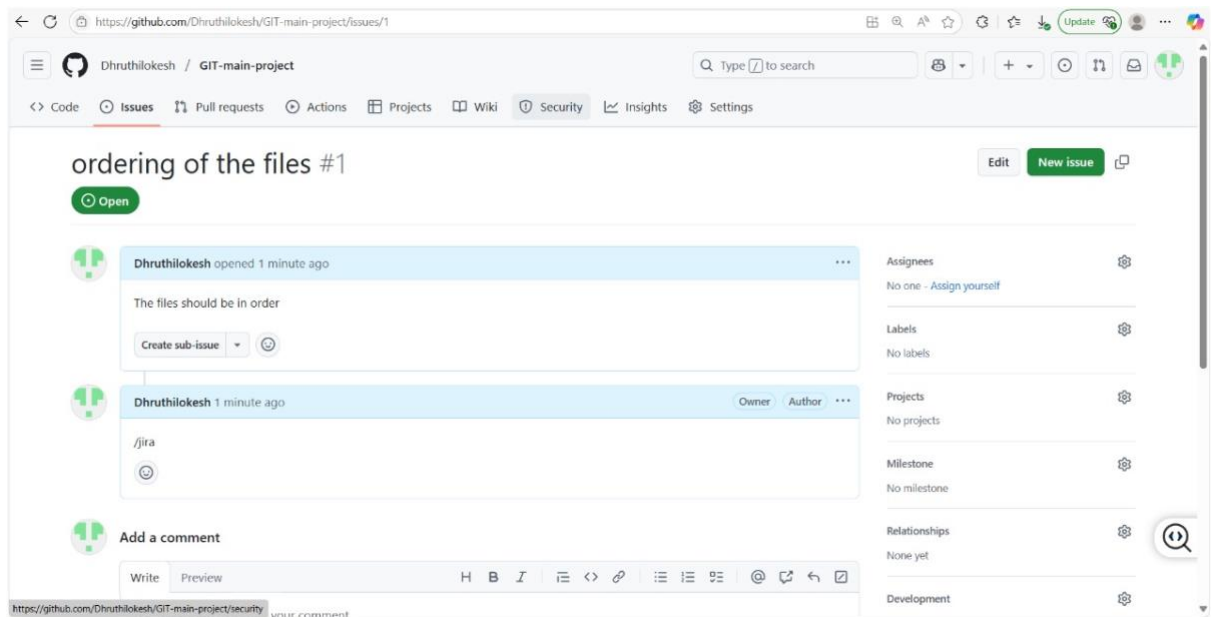 https://github.com/Dhruthilokesh/GIT-main-project/issues/1
Update
Dhruthilokesh / GIT-main-project
Type / to search
Code Issues Pull requests Actions Projects Wiki Security Insights Settings
ordering of the files #1
Edit New issue
Open
Dhruthilokesh opened 1 minute ago
Assignees
No one - Assign yourself
The files should be in order
Labels
Create sub-issue
No labels
Dhruthilokesh 1 minute ago
Owner Author
Projects
No projects
/jira
Milestone
No milestone
Add a comment
Relationships
None yet
Write Preview
H B I
Development
https://github.com/Dhruthilokesh/GIT-main-project/security
your comment